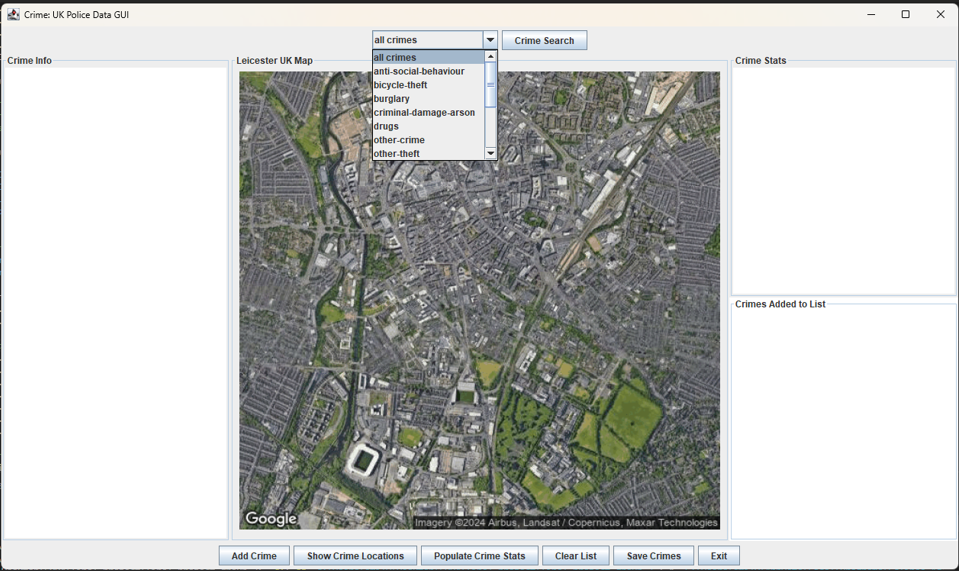 Crime: UK Police Data GUI
all crimes
Crime Search
Crime Info
Leicester UK Map
Crime Stats
all crimes
anti-social-behaviour
bicycle-theft
burglary
criminal-damage-arson
drugs
other-crime
other-theft
Crimes Added to List
Google
Imagery ©2024 Airbus, Landsat / Copernicus, Maxar Technologies
Add Crime
Show Crime Locations
Populate Crime Stats
Clear List
Save Crimes
Exit